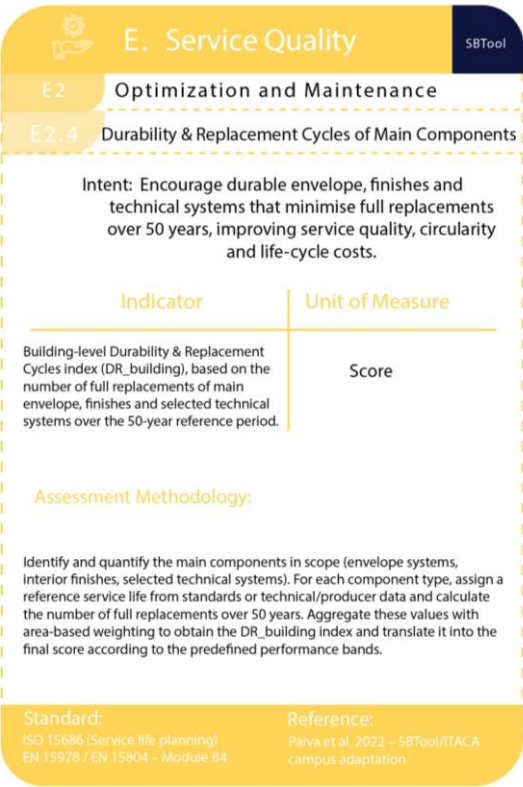 E. Service Quality
SBTool
E2
Optimization and Maintenance
E2.4
Durability & Replacement Cycles of Main Components
Intent: Encourage durable envelope, finishes and
technical systems that minimise full replacements
over 50 years, improving service quality, circularity
and life-cycle costs.
Indicator
Unit of Measure
Building-level Durability & Replacement
Cycles index (DR_building), based on the
number of full replacements of main
envelope, finishes and selected technical
systems over the 50-year reference period.
Score
Assessment Methodology:
Identify and quantify the main components in scope (envelope systems,
interior finishes, selected technical systems). For each component type, assign a
reference service life from standards or technical/producer data and calculate
the number of full replacements over 50 years. Aggregate these values with
area-based weighting to obtain the DR_building index and translate it into the
final score according to the predefined performance bands.
Standard:
ISO 15686 (Service life planning)
EN 15978 / EN 15804 – Module B4
Reference:
Paiva et al. 2022 – SBTool/ITACA
campus adaptation